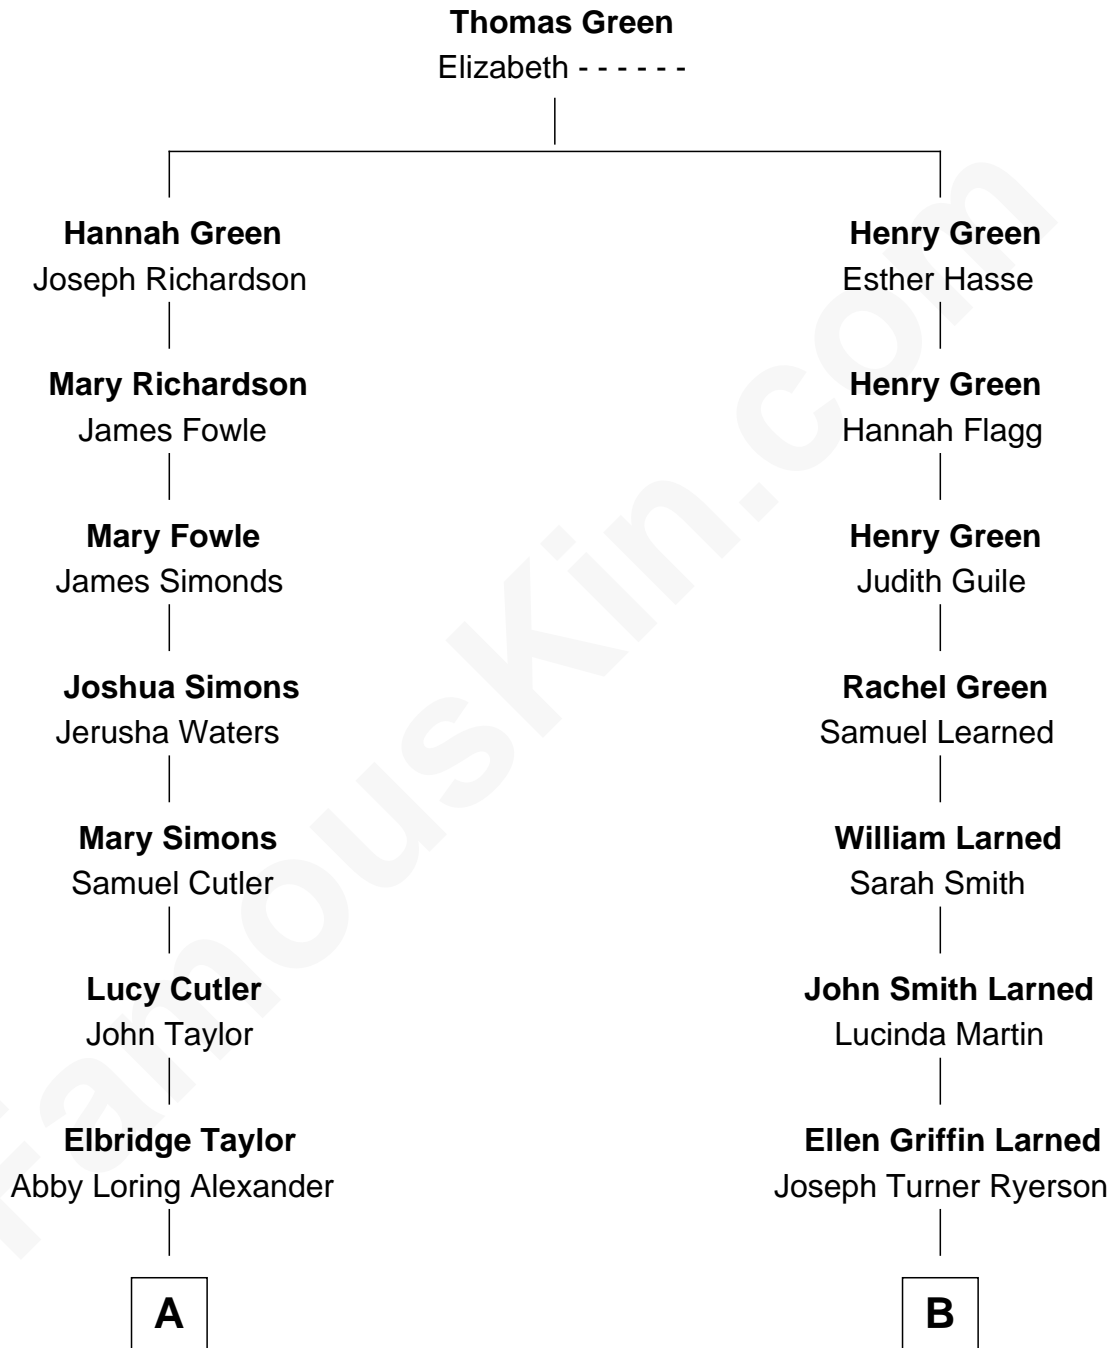 Thomas Green
Elizabeth - - - - - -
Hannah Green
Joseph Richardson
Mary Richardson
James Fowle
Mary Fowle
James Simonds
Joshua Simons
Jerusha Waters
Mary Simons
Samuel Cutler
Lucy Cutler
John Taylor
Elbridge Taylor
Abby Loring Alexander
A
Henry Green
Esther Hasse
Henry Green
Hannah Flagg
Henry Green
Judith Guile
Rachel Green
Samuel Learned
William Larned
Sarah Smith
John Smith Larned
Lucinda Martin
Ellen Griffin Larned
Joseph Turner Ryerson
B
FamousKin.com